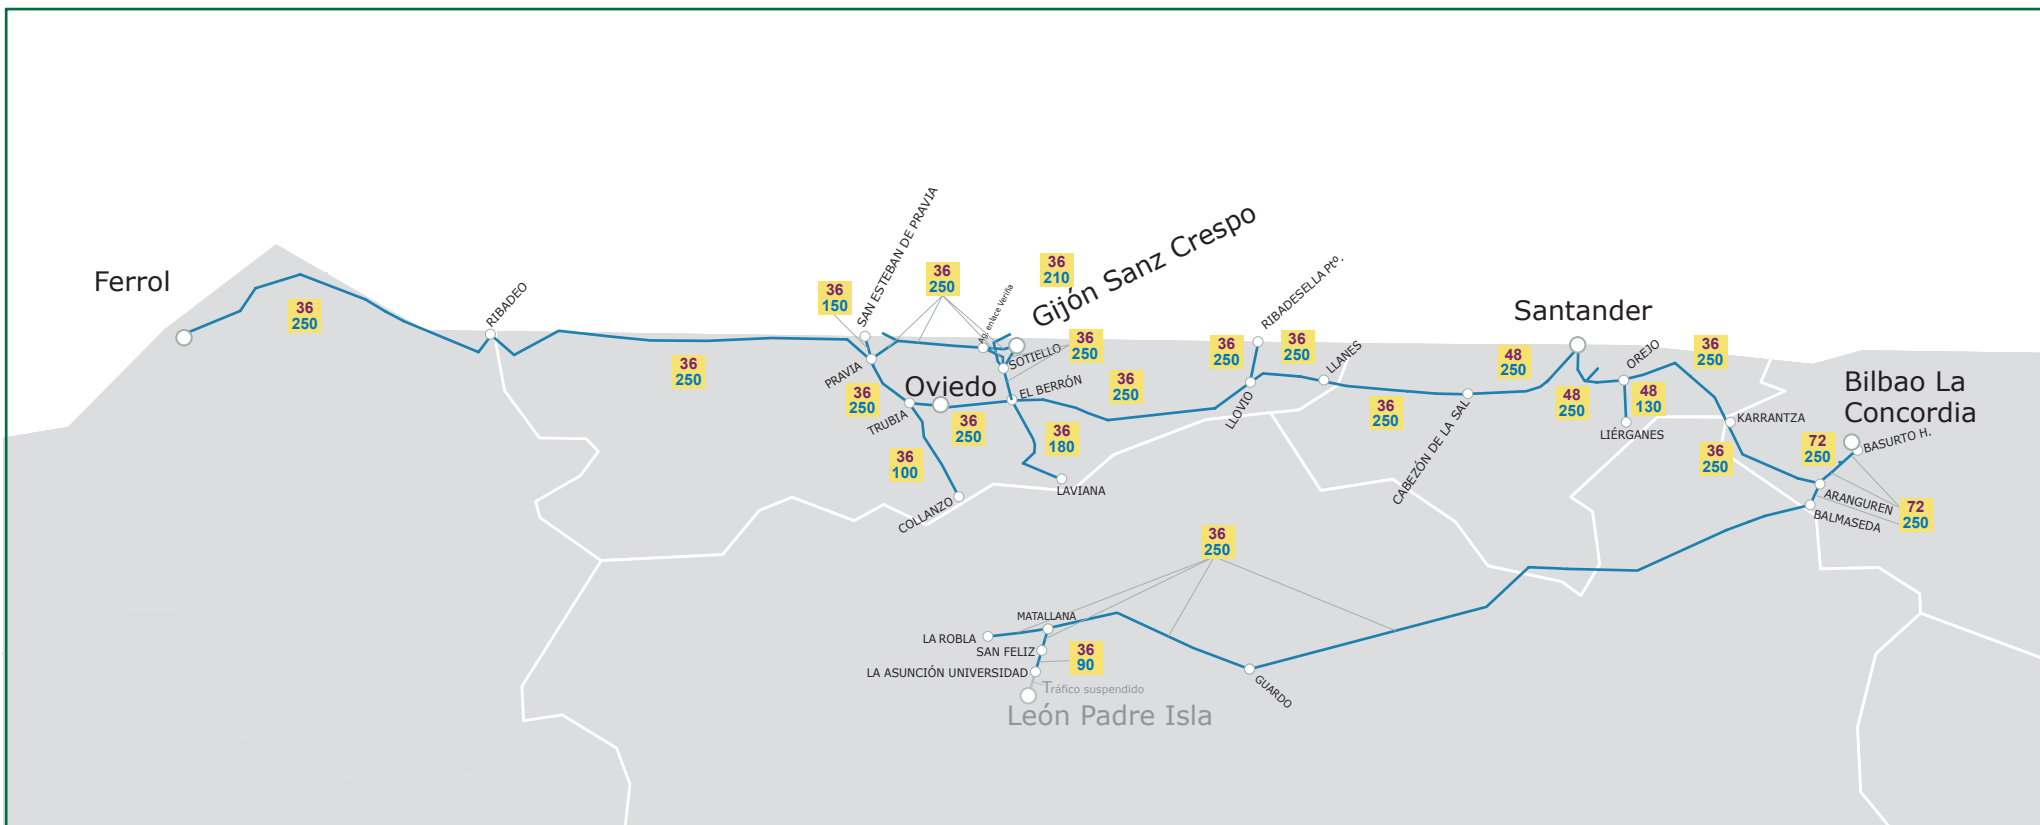 SAN ESTEBAN DE PRAVIA
Gijón Sanz Crespo
36
210
36
250
36
150
RIBADESELLA Ptº.
Ferrol
36
250
RIBADEO
Ag. enlace Veriña
Santander
36
250
SOTIELLO
36
250
36
250
LLANES
48
250
OREJO
36
250
36
250
PRAVIA
Oviedo
EL BERRÓN
36
250
Bilbao La
Concordia
36
250
TRUBIA
36
250
LLOVIO
36
250
CABEZÓN DE LA SAL
48
250
48
130
LIÉRGANES
KARRANTZA
36
180
36
100
36
250
72
250
BASURTO H.
COLLANZO
LAVIANA
ARANGUREN
BALMASEDA
72
250
36
250
MATALLANA
LA ROBLA
SAN FELIZ
36
90
LA ASUNCIÓN UNIVERSIDAD
Tráfico suspendido
GUARDO
León Padre Isla